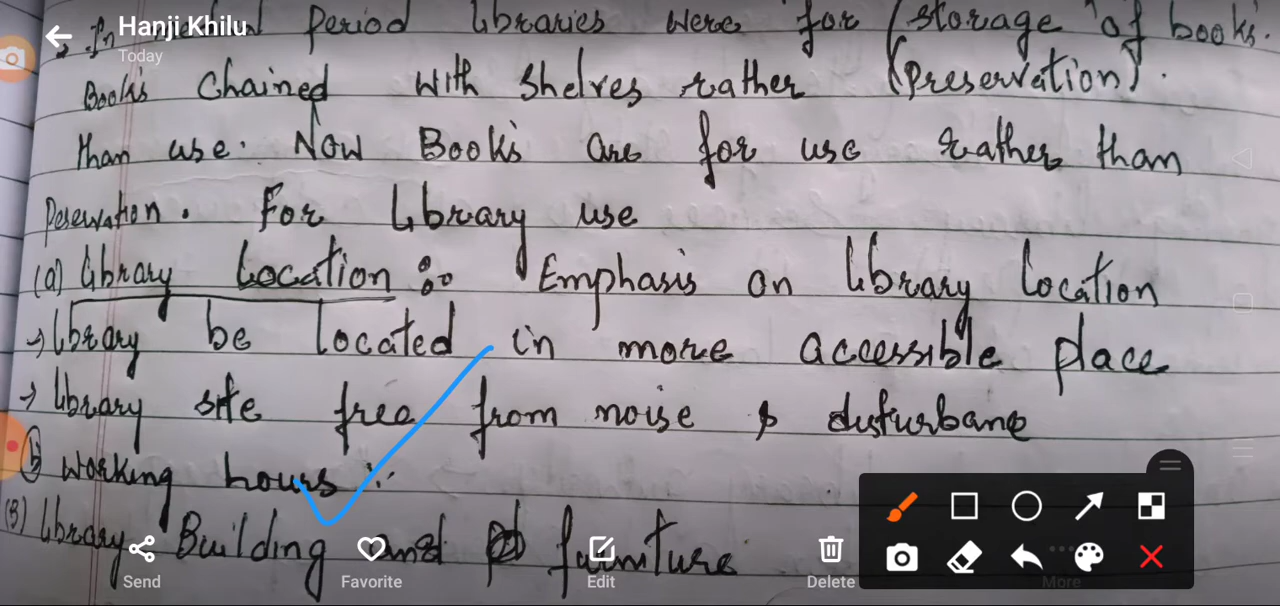 Hanji Khilu
Today
In period libraries were for (storage of books.
Books Chained with shelves rather (Preservation).
than use. Now Books are for use rather than
Peservation. For library use
(a) library Location :- Emphasis on library Location
→ library be located in more accessible place
→ library site free from noise & disturbance
(b) working hours :-
(3) library Building and furniture
Send Favorite Edit Delete More